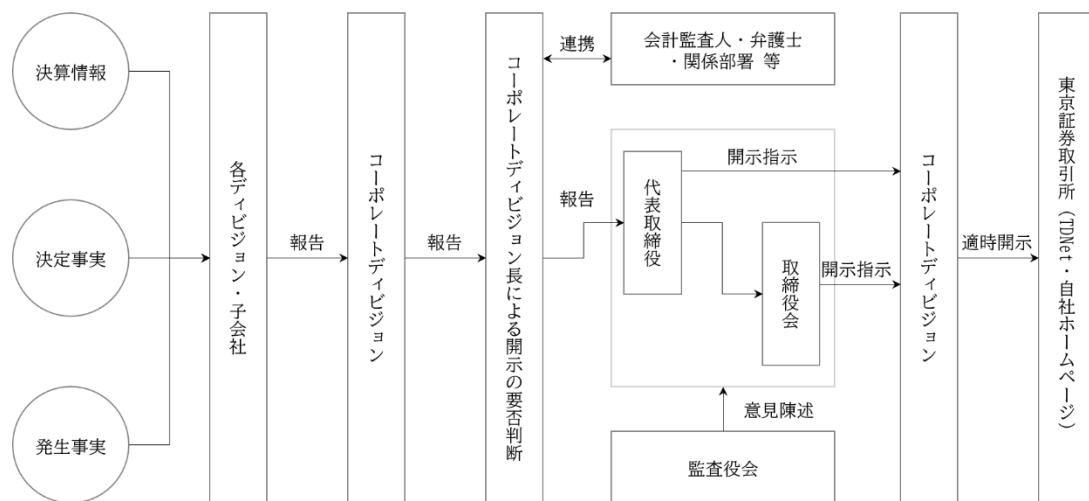 決算情報
決定事実
発生事実
各ディビジョン・子会社
報告
コーポレートディビジョン
報告
コーポレートディビジョン長による開示の要否判断
連携
会計監査人・弁護士
・関係部署 等
報告
代表取締役
開示指示
取締役会
開示指示
意見陳述
監査役会
コーポレートディビジョン
適時開示
東京証券取引所（TDNet・自社ホームページ）